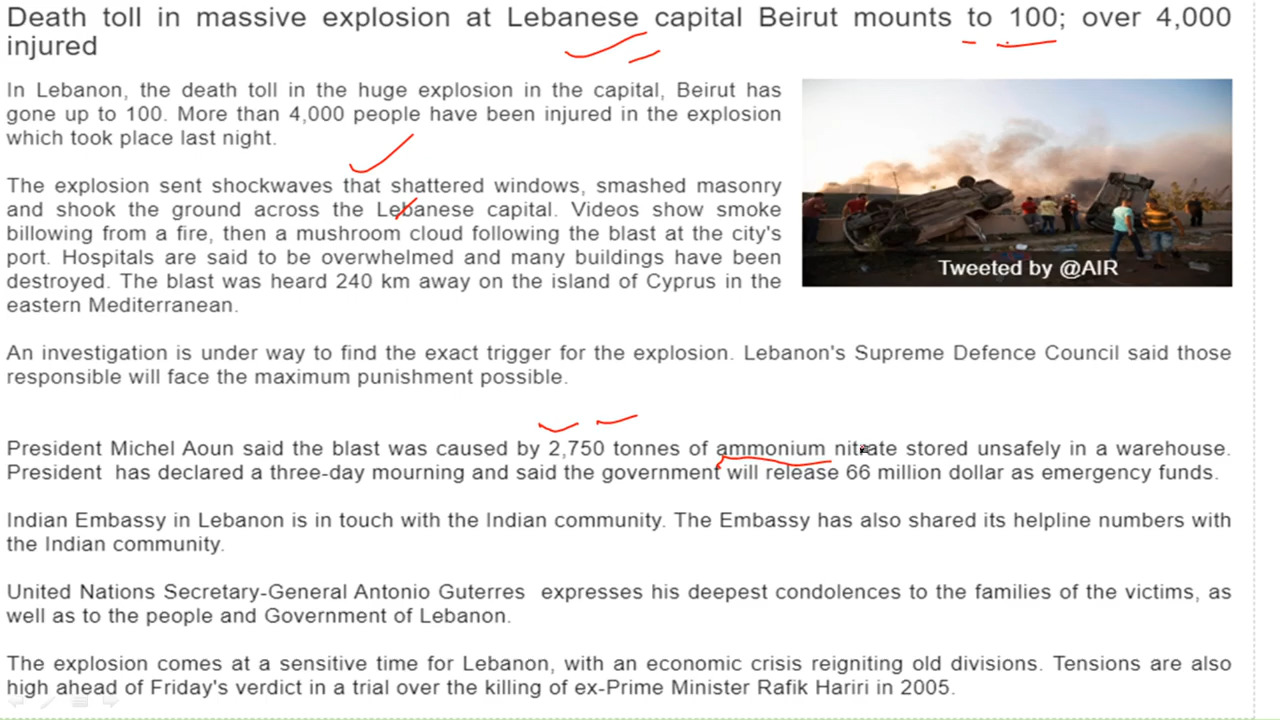 Death toll in massive explosion at Lebanese capital Beirut mounts to 100; over 4,000
injured
In Lebanon, the death toll in the huge explosion in the capital, Beirut has
gone up to 100. More than 4,000 people have been injured in the explosion
which took place last night.
The explosion sent shockwaves that shattered windows, smashed masonry
and shook the ground across the Lebanese capital. Videos show smoke
billowing from a fire, then a mushroom cloud following the blast at the city's
port. Hospitals are said to be overwhelmed and many buildings have been
destroyed. The blast was heard 240 km away on the island of Cyprus in the
eastern Mediterranean.
Tweeted by @AIR
An investigation is under way to find the exact trigger for the explosion. Lebanon's Supreme Defence Council said those
responsible will face the maximum punishment possible.
President Michel Aoun said the blast was caused by 2,750 tonnes of ammonium nitrate stored unsafely in a warehouse.
President has declared a three-day mourning and said the government will release 66 million dollar as emergency funds.
Indian Embassy in Lebanon is in touch with the Indian community. The Embassy has also shared its helpline numbers with
the Indian community.
United Nations Secretary-General Antonio Guterres expresses his deepest condolences to the families of the victims, as
well as to the people and Government of Lebanon.
The explosion comes at a sensitive time for Lebanon, with an economic crisis reigniting old divisions. Tensions are also
high ahead of Friday's verdict in a trial over the killing of ex-Prime Minister Rafik Hariri in 2005.